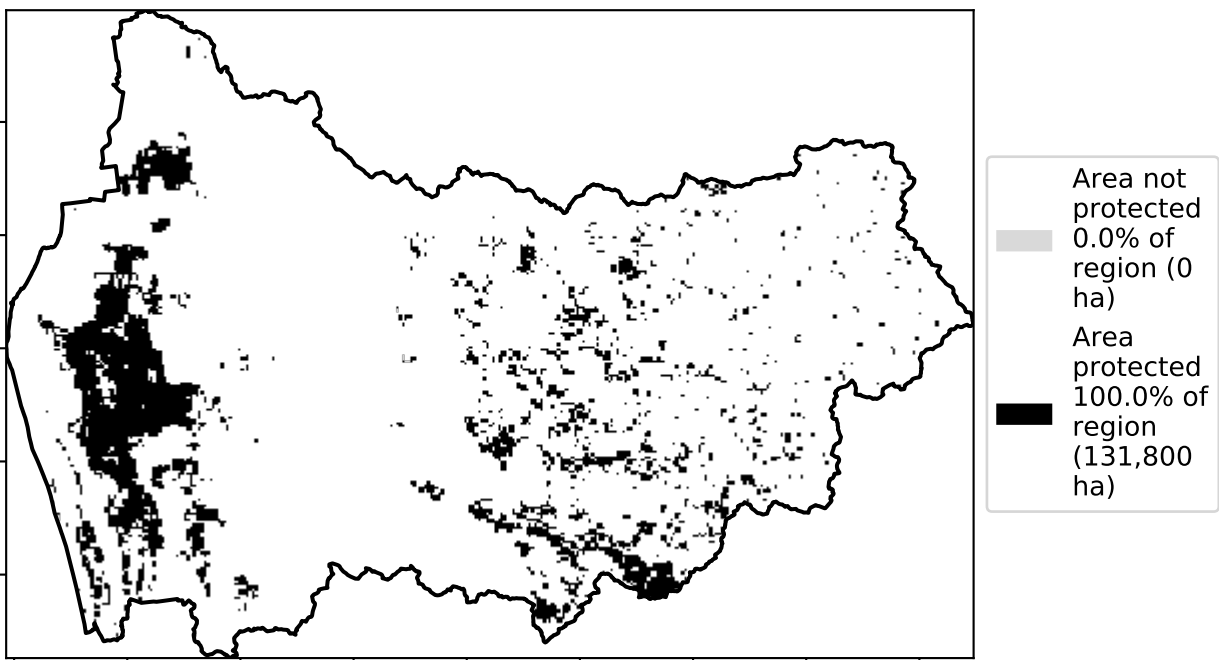 Area not
protected
0.0% of
region (0
ha)
Area
protected
100.0% of
region
(131,800
ha)